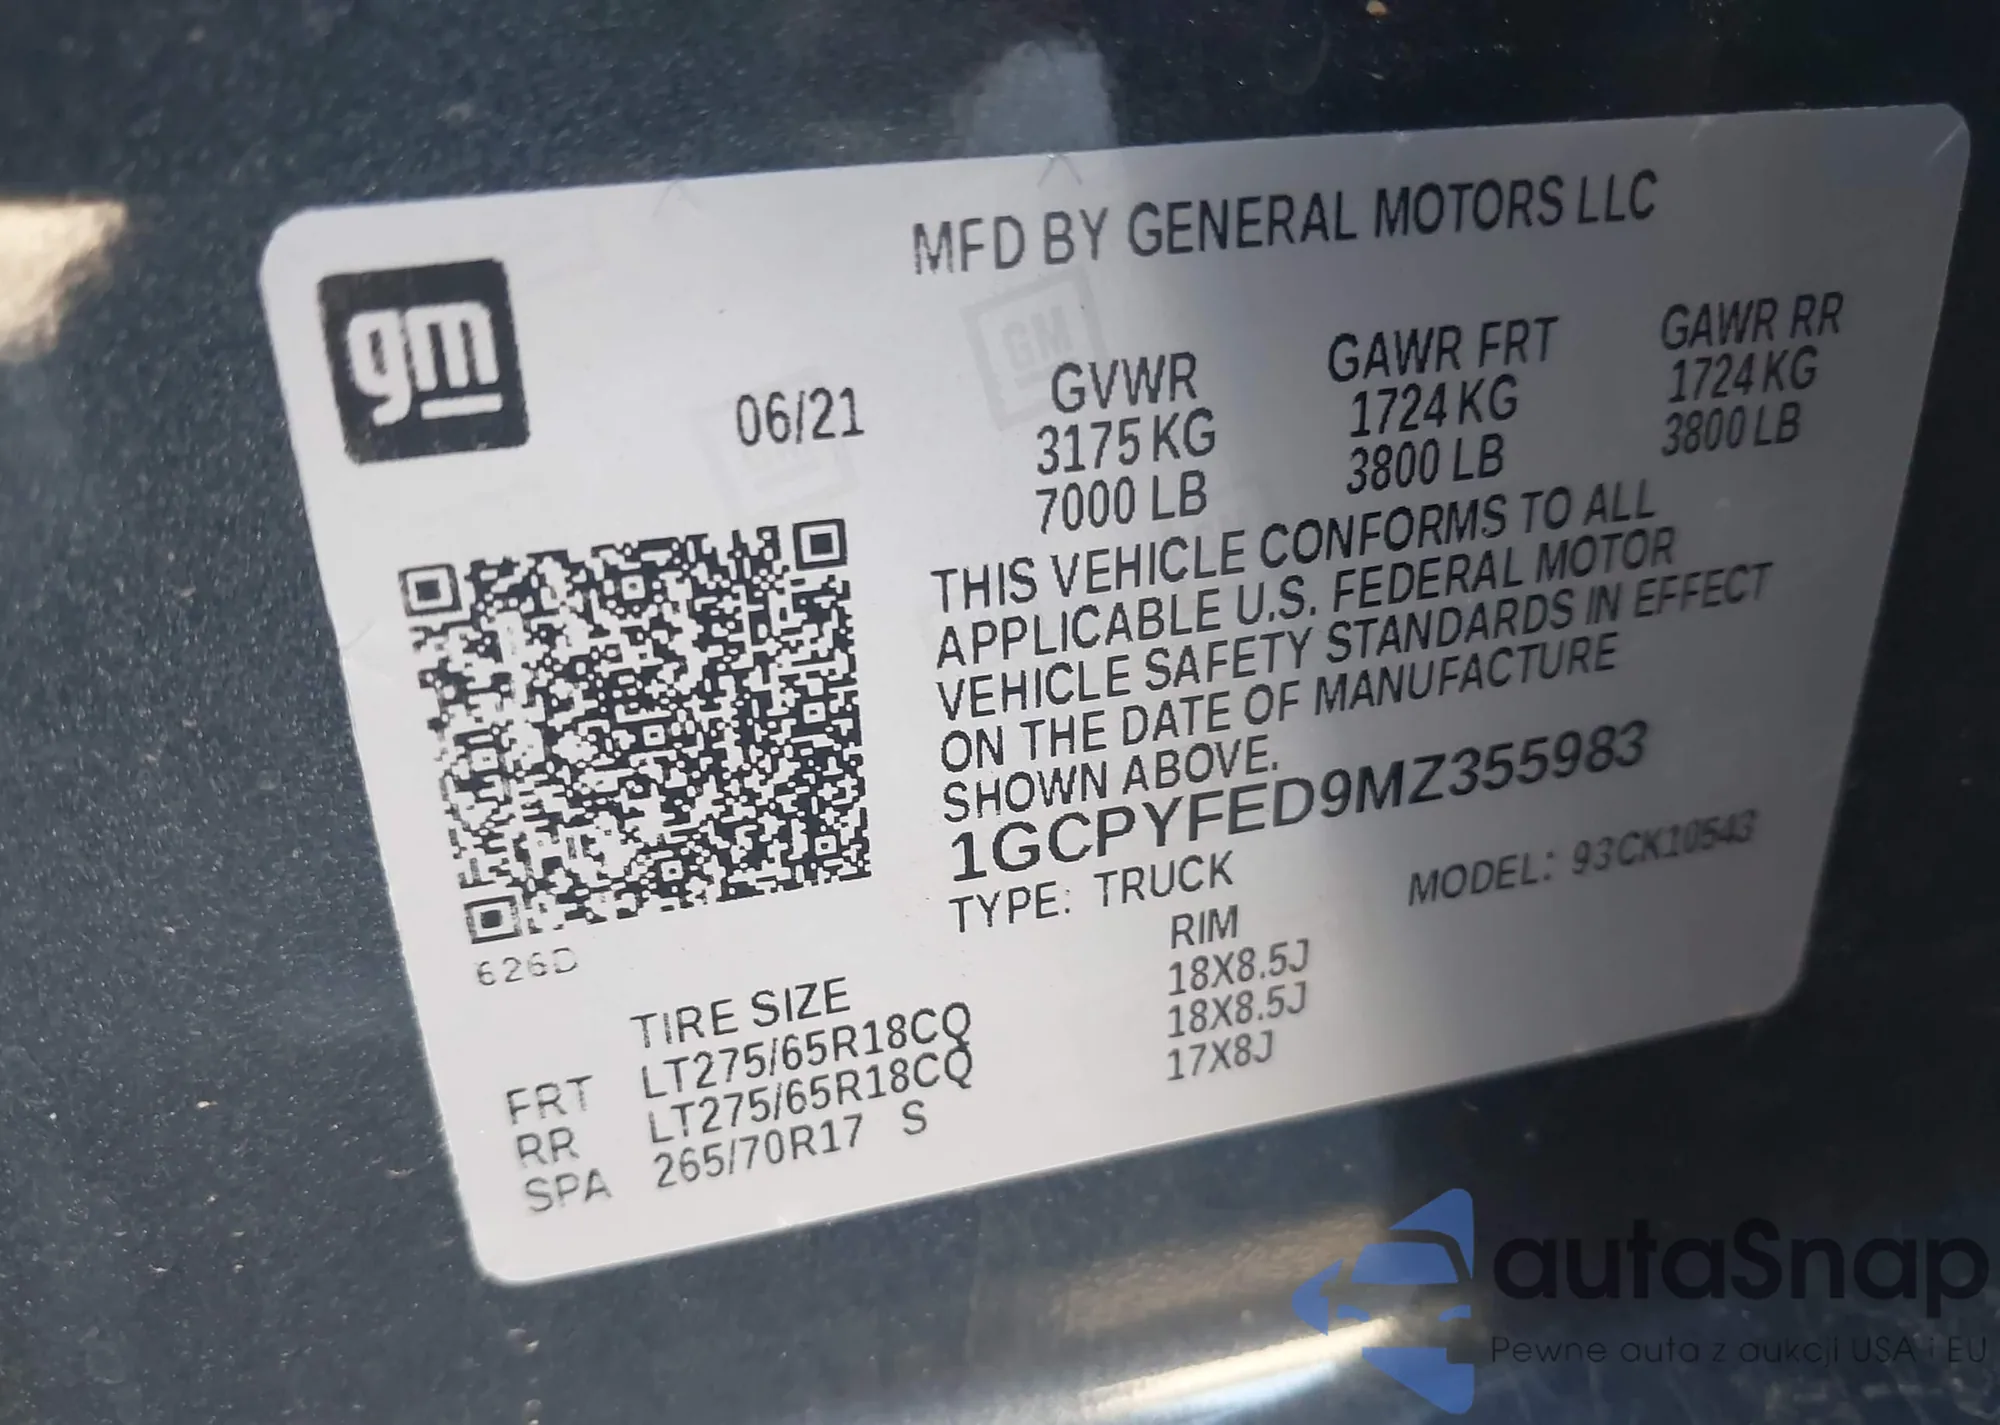 MFD BY GENERAL MOTORS LLC
gm
06/21
GVWR GAWR FRT GAWR RR
3175 KG 1724 KG 1724 KG
7000 LB 3800 LB 3800 LB
THIS VEHICLE CONFORMS TO ALL
APPLICABLE U.S. FEDERAL MOTOR
VEHICLE SAFETY STANDARDS IN EFFECT
ON THE DATE OF MANUFACTURE
SHOWN ABOVE.
1GCPYFED9MZ355983
TYPE: TRUCK MODEL: 93CK10543
626D
TIRE SIZE RIM
FRT LT275/65R18CQ 18X8.5J
RR LT275/65R18CQ 18X8.5J
SPA 265/70R17 S 17X8J
GM
autaSnap
Pewne auta z aukcji USA i EU